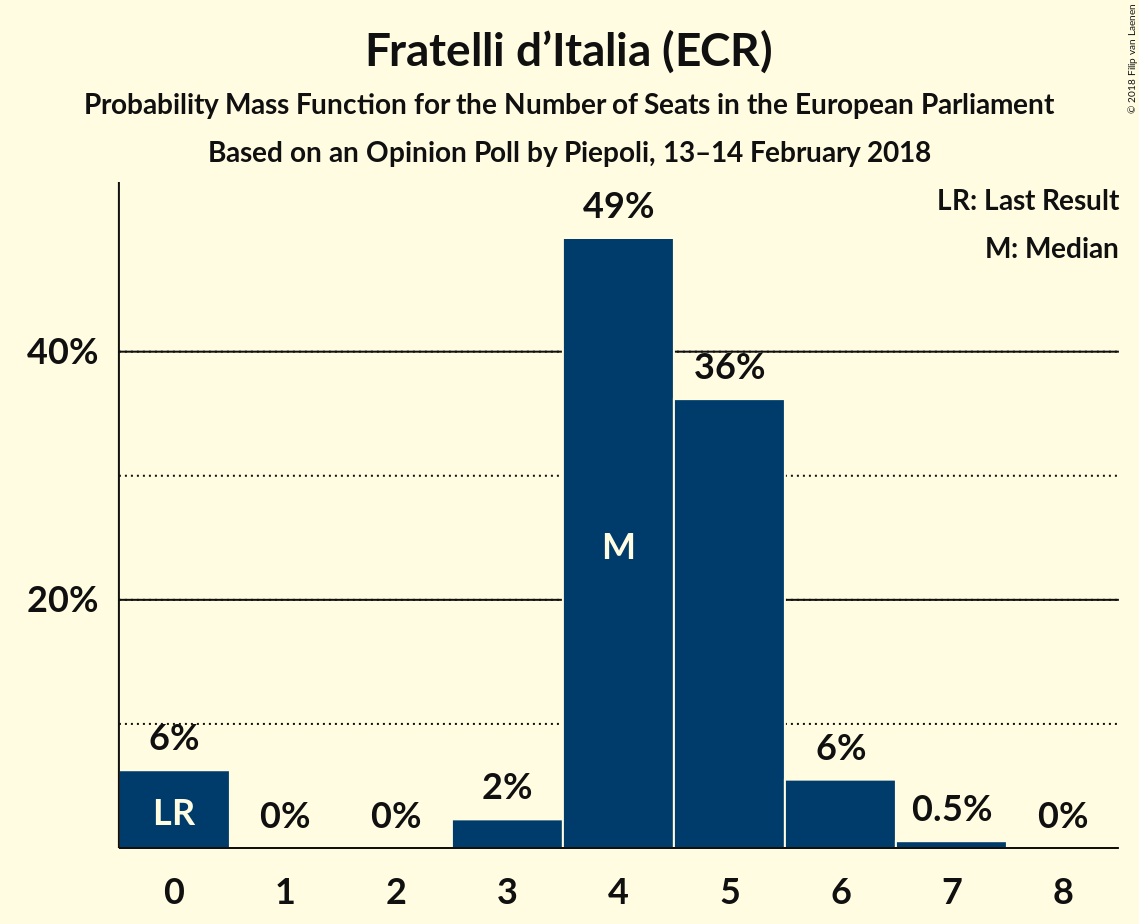 Fratelli d’Italia (ECR)
Probability Mass Function for the Number of Seats in the European Parliament
Based on an Opinion Poll by Piepoli, 13–14 February 2018
© 2018 Filip van Laenen
LR: Last Result
M: Median
49%
40%
36%
M
20%
6%
LR
0%
0%
2%
6%
0.5%
0%
0 1 2 3 4 5 6 7 8